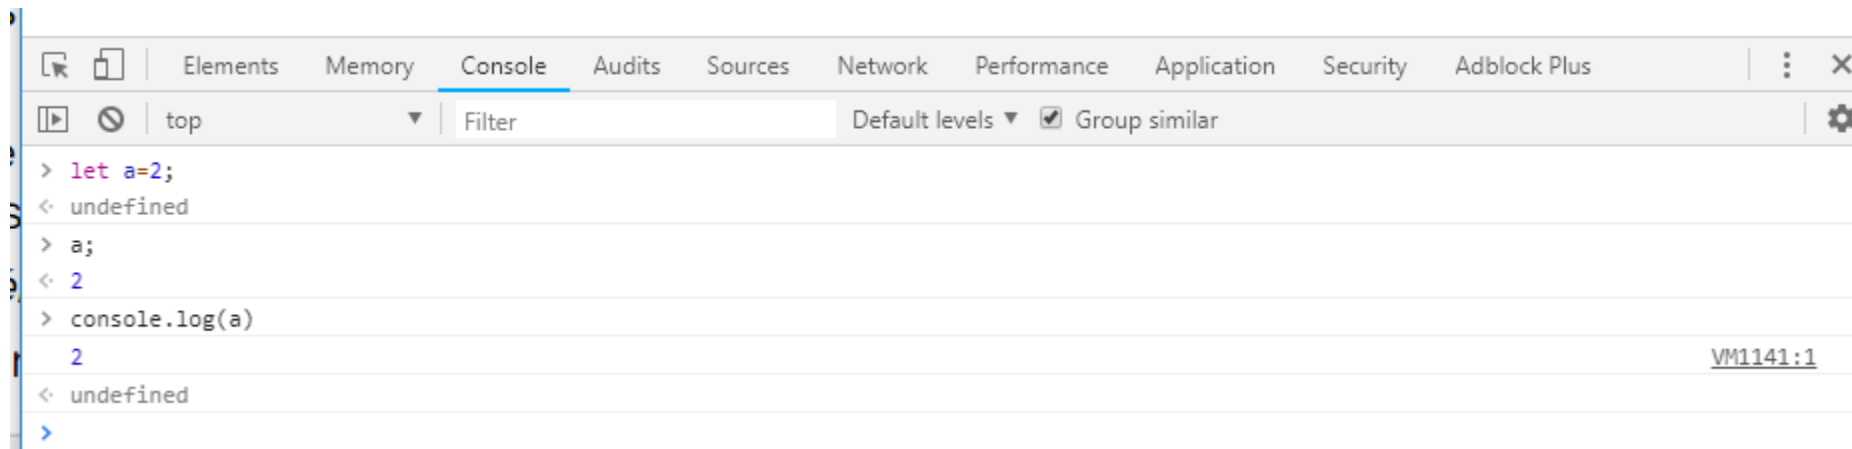 Elements Memory Console Audits Sources Network Performance Application Security Adblock Plus
top Filter Default levels Group similar
> let a=2;
undefined
> a;
2
> console.log(a)
2 VM1141:1
undefined
>